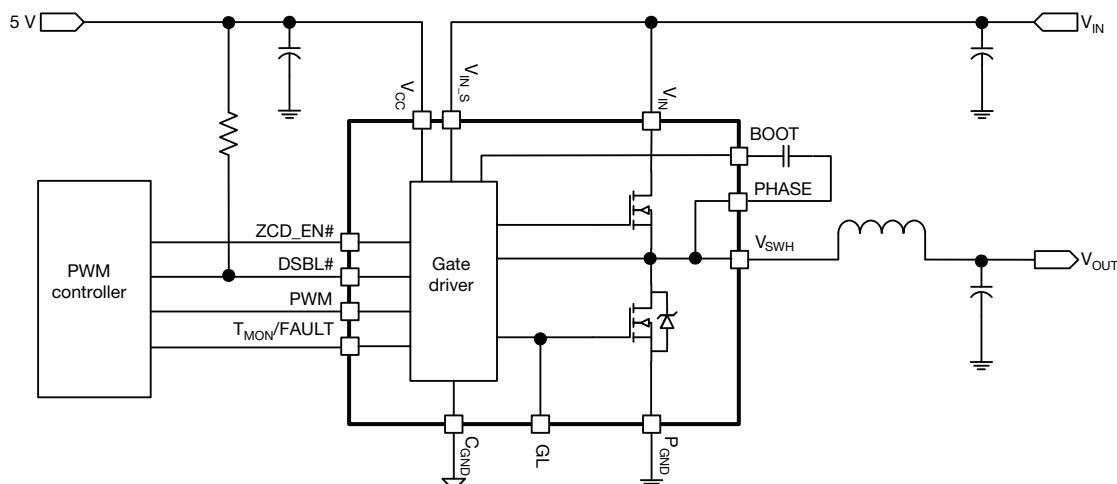 5 V
V_IN
V_CC
V_IN_S
V_IN
BOOT
PHASE
ZCD_EN#
V_SWH
DSBL#
PWM controller
Gate driver
V_OUT
PWM
T_MON/FAULT
C_GND
GL
P_GND